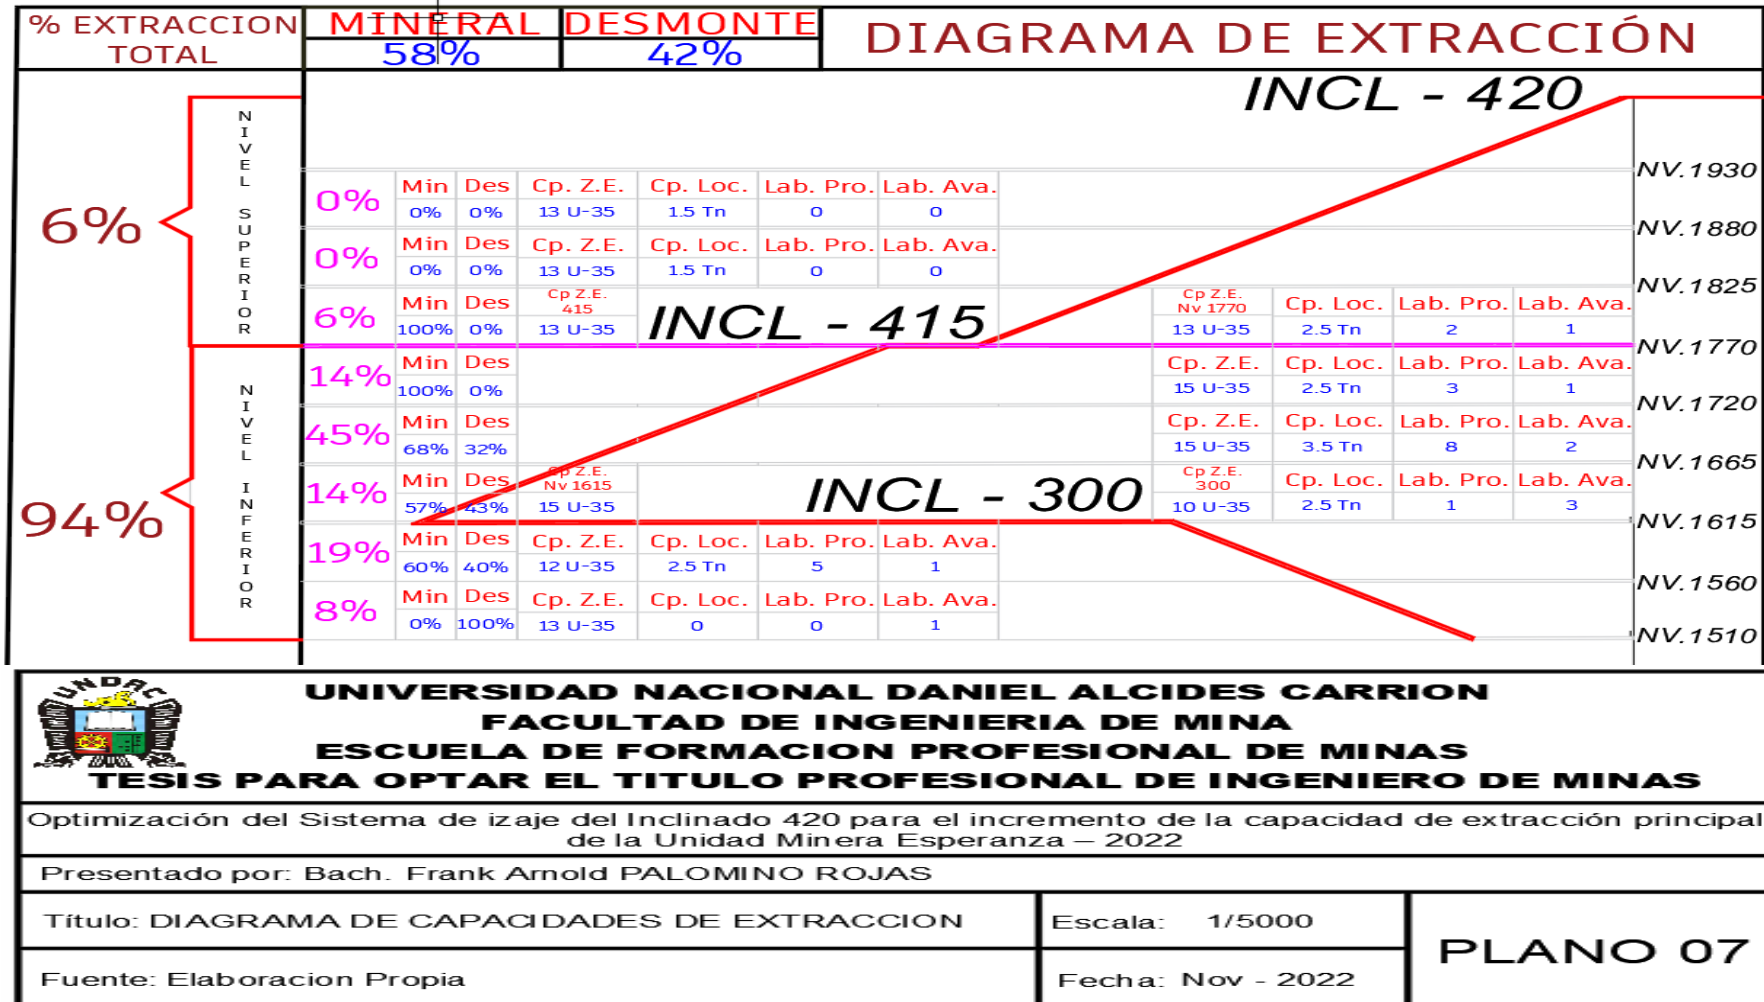 % EXTRACCION TOTAL
MINERAL DESMONTE
58% 42%
DIAGRAMA DE EXTRACCIÓN
INCL - 420
NIVEL SUPERIOR
6%
NV.1930
0% Min Des Cp. Z.E. Cp. Loc. Lab. Pro. Lab. Ava.
0% 0% 13 U-35 1.5 Tn 0 0
NV.1880
0% Min Des Cp. Z.E. Cp. Loc. Lab. Pro. Lab. Ava.
0% 0% 13 U-35 1.5 Tn 0 0
NV.1825
6% Min Des Cp Z.E. 415 INCL - 415 Cp Z.E. Nv 1770 Cp. Loc. Lab. Pro. Lab. Ava.
100% 0% 13 U-35 13 U-35 2.5 Tn 2 1
NV.1770
NIVEL INFERIOR
94%
14% Min Des Cp. Z.E. Cp. Loc. Lab. Pro. Lab. Ava.
100% 0% 15 U-35 2.5 Tn 3 1
NV.1720
45% Min Des Cp. Z.E. Cp. Loc. Lab. Pro. Lab. Ava.
68% 32% 15 U-35 3.5 Tn 8 2
NV.1665
14% Min Des Cp Z.E. Nv 1615 INCL - 300 Cp Z.E. 300 Cp. Loc. Lab. Pro. Lab. Ava.
57% 43% 15 U-35 10 U-35 2.5 Tn 1 3
NV.1615
19% Min Des Cp. Z.E. Cp. Loc. Lab. Pro. Lab. Ava.
60% 40% 12 U-35 2.5 Tn 5 1
NV.1560
8% Min Des Cp. Z.E. Cp. Loc. Lab. Pro. Lab. Ava.
0% 100% 13 U-35 0 0 1
NV.1510
UNDAC
UNIVERSIDAD NACIONAL DANIEL ALCIDES CARRION
FACULTAD DE INGENIERIA DE MINA
ESCUELA DE FORMACION PROFESIONAL DE MINAS
TESIS PARA OPTAR EL TITULO PROFESIONAL DE INGENIERO DE MINAS
Optimización del Sistema de izaje del Inclinado 420 para el incremento de la capacidad de extracción principal
de la Unidad Minera Esperanza – 2022
Presentado por: Bach. Frank Arnold PALOMINO ROJAS
Título: DIAGRAMA DE CAPACIDADES DE EXTRACCION
Escala: 1/5000
PLANO 07
Fuente: Elaboracion Propia
Fecha: Nov - 2022